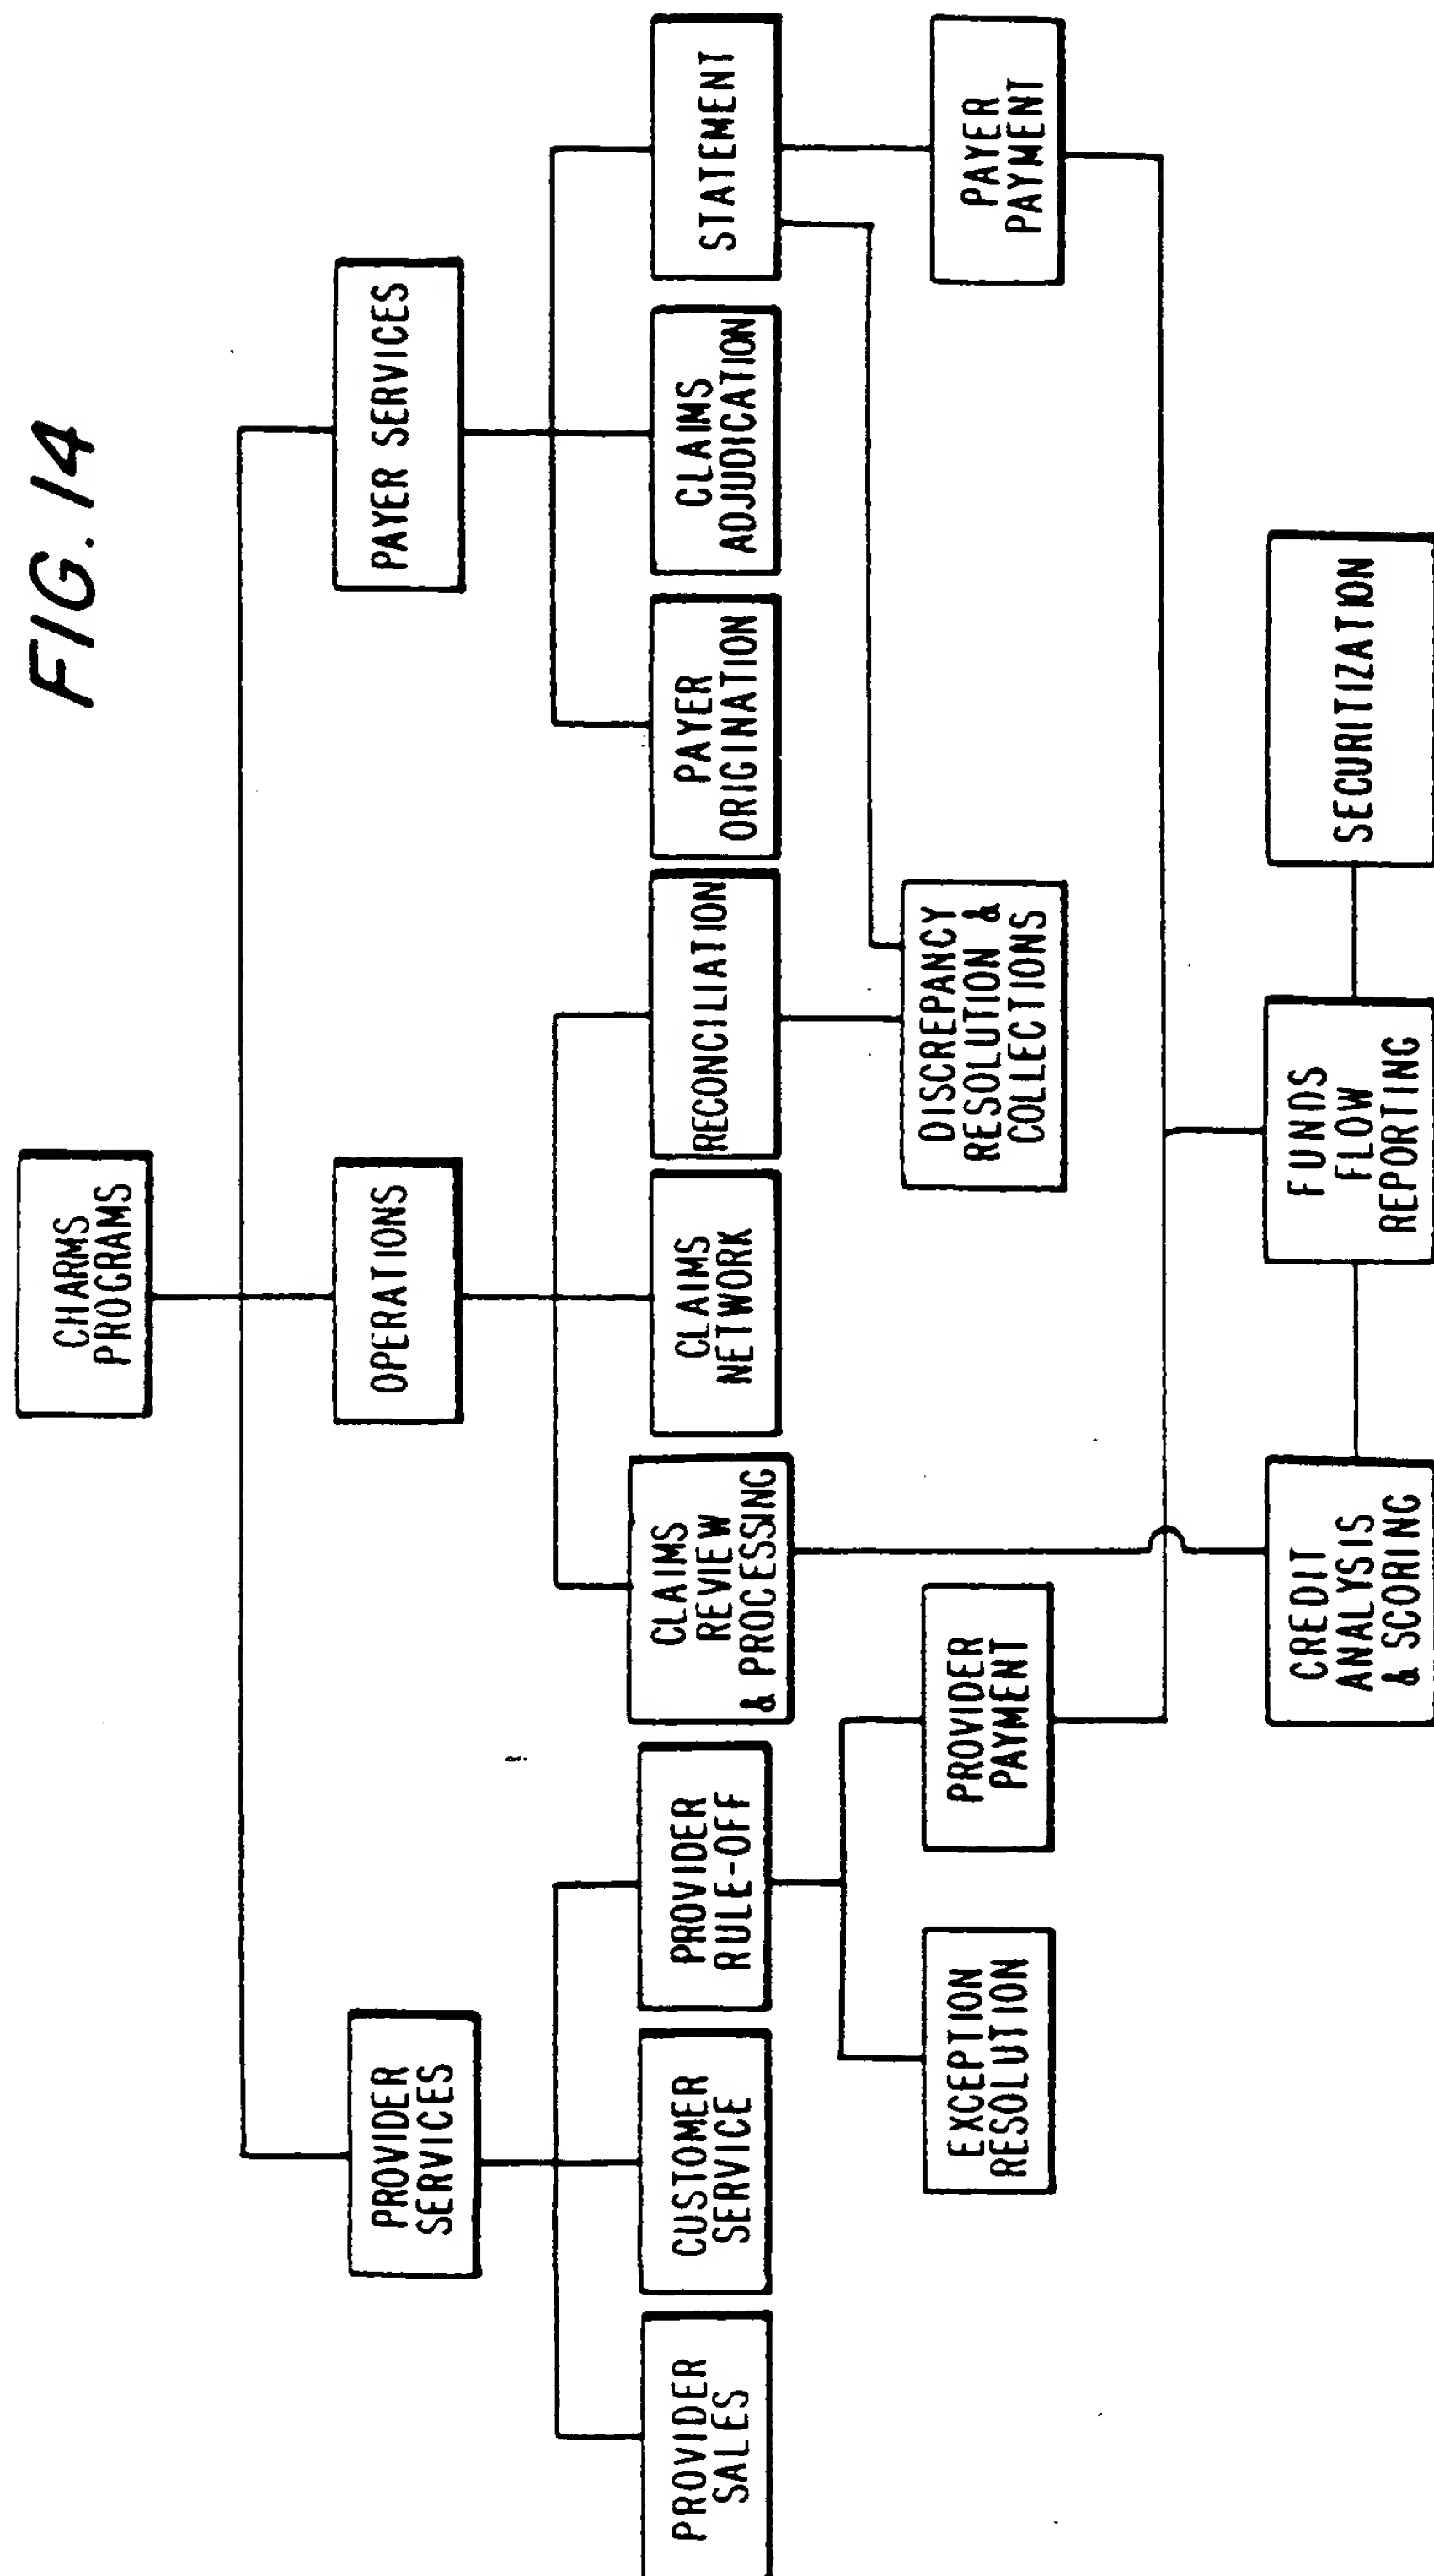 FIG. 14
CHARMS
PROGRAMS
PROVIDER
SERVICES
OPERATIONS
PAYER SERVICES
PROVIDER
SALES
CUSTOMER
SERVICE
PROVIDER
RULE-OFF
CLAIMS
REVIEW
& PROCESSING
CLAIMS
NETWORK
RECONCILIATION
PAYER
ORIGINATION
CLAIMS
ADJUDICATION
STATEMENT
EXCEPTION
RESOLUTION
PROVIDER
PAYMENT
DISCREPANCY
RESOLUTION &
COLLECTIONS
PAYER
PAYMENT
CREDIT
ANALYSIS
& SCORING
FUNDS
FLOW
REPORTING
SECURITIZATION